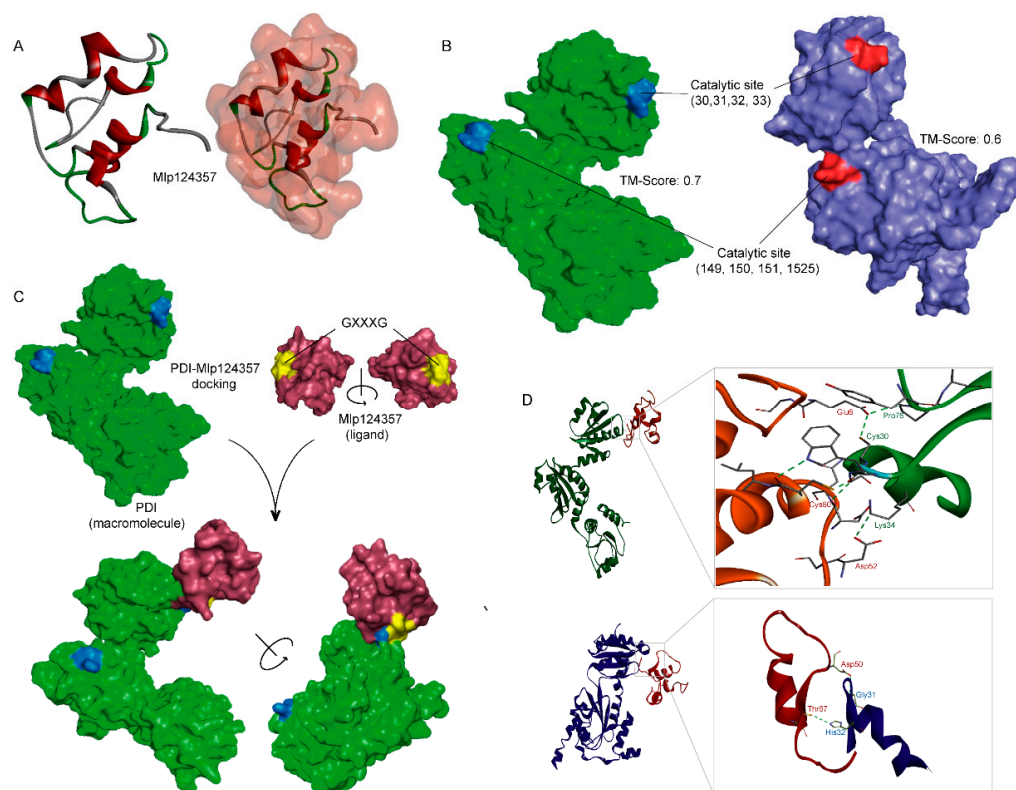 A
Mlp124357
B
Catalytic site
(30,31,32, 33)
TM-Score: 0.7
TM-Score: 0.6
Catalytic site
(149, 150, 151, 1525)
C
GXXXG
PDI-Mlp124357
docking
Mlp124357
(ligand)
PDI
(macromolecule)
D
Glu6
Pro76
Cys30
Cys60
Lys34
Asp52
Asp50
Gly31
Thr67
His32